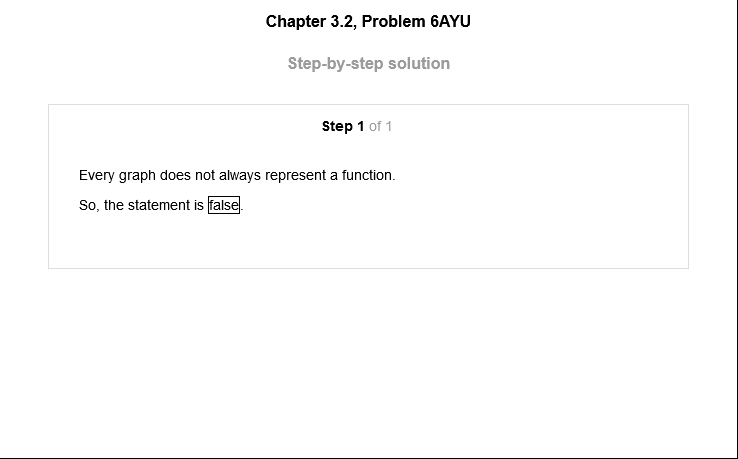 Chapter 3.2, Problem 6AYU
Step-by-step solution
Step 1 of 1
Every graph does not always represent a function.
So, the statement is false.